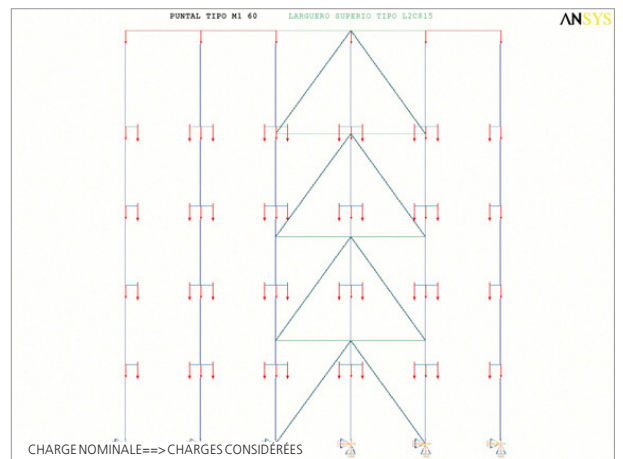 PUNTAL TIPO M1 60 LARGUERO SUPERIO TIPO L2C815
ANSYS
CHARGE NOMINALE==> CHARGES CONSIDÉRÉES